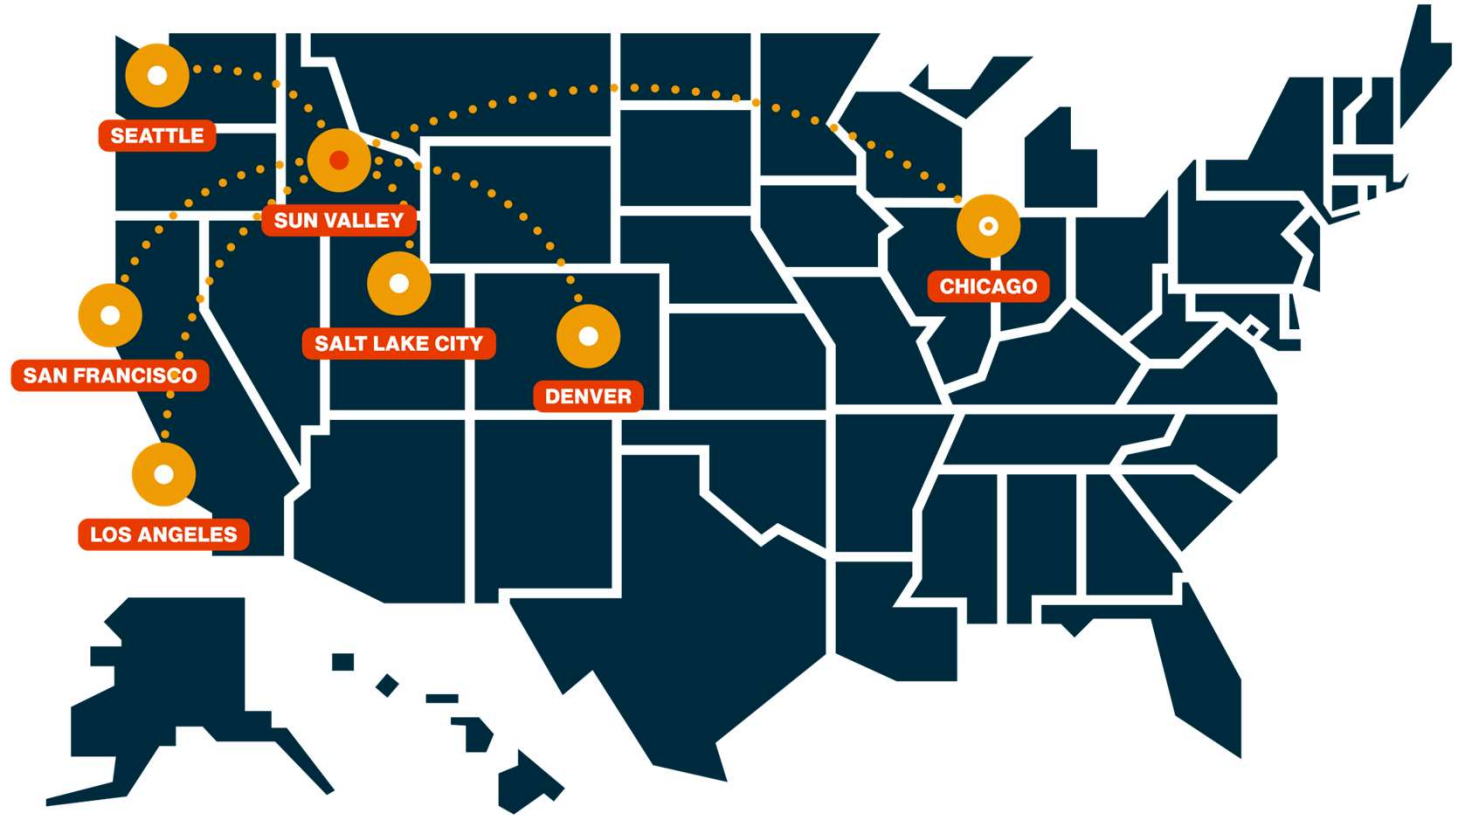 SEATTLE
SUN VALLEY
CHICAGO
SALT LAKE CITY
SAN FRANCISCO
DENVER
LOS ANGELES